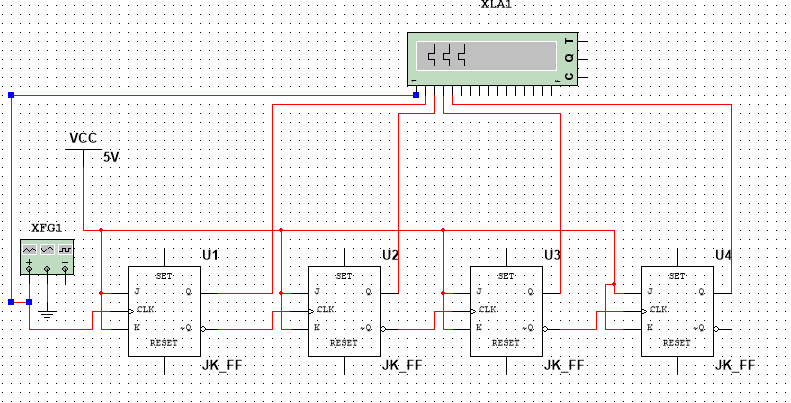 XLA1
T
Q
C
VCC
5V
XFG1
U1
U2
U3
U4
SET
SET
SET
SET
J Q
J Q
J Q
J Q
CLK
CLK
CLK
CLK
K ~Q
K ~Q
K ~Q
K ~Q
RESET
RESET
RESET
RESET
JK_FF
JK_FF
JK_FF
JK_FF